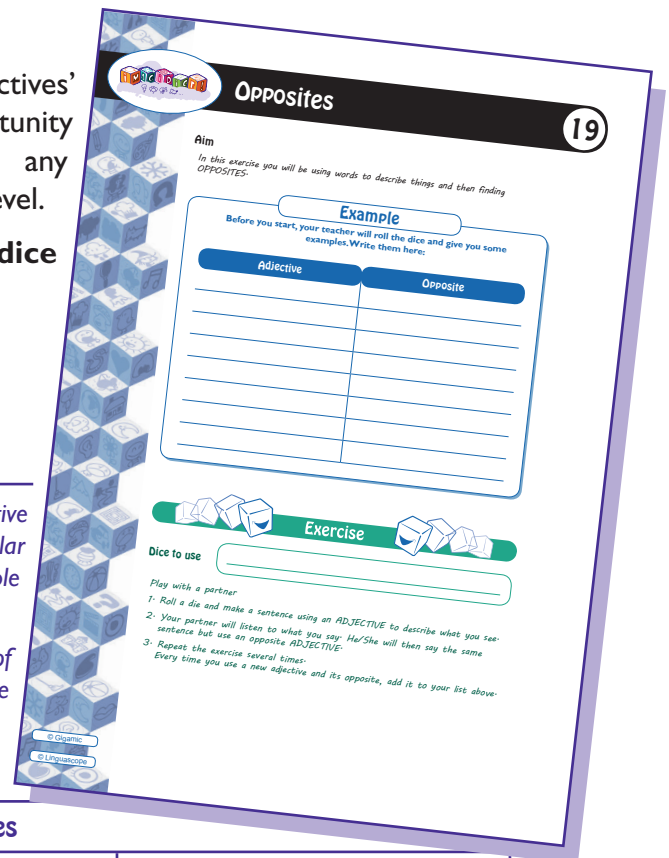 ctives'
tunity
any
evel.
dice
tive
lar
ole
of
e
es
Opposites
19
Aim
In this exercise you will be using words to describe things and then finding
OPPOSITES.
Example
Before you start, your teacher will roll the dice and give you some
examples.Write them here:
Adjective
Opposite
Exercise
Dice to use
Play with a partner
1. Roll a die and make a sentence using an ADJECTIVE to describe what you see.
2. Your partner will listen to what you say. He/She will then say the same
sentence but use an opposite ADJECTIVE.
3. Repeat the exercise several times.
Every time you use a new adjective and its opposite, add it to your list above.
© Gigamic
© Linguascope